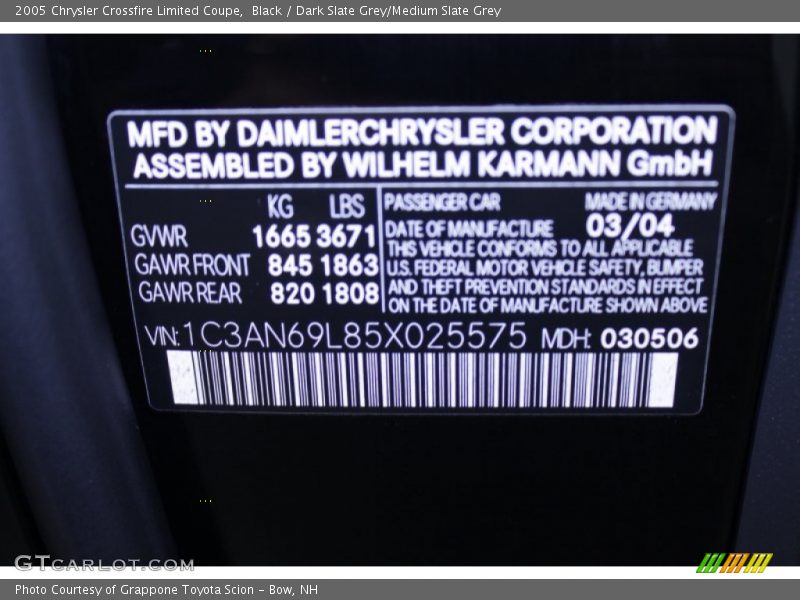 2005 Chrysler Crossfire Limited Coupe,  Black / Dark Slate Grey/Medium Slate Grey
MFD BY DAIMLERCHRYSLER CORPORATION
ASSEMBLED BY WILHELM KARMANN GmbH
KG LBS
GVWR 1665 3671
GAWR FRONT 845 1863
GAWR REAR 820 1808
PASSENGER CAR MADE IN GERMANY
DATE OF MANUFACTURE 03/04
THIS VEHICLE CONFORMS TO ALL APPLICABLE
U.S. FEDERAL MOTOR VEHICLE SAFETY, BUMPER
AND THEFT PREVENTION STANDARDS IN EFFECT
ON THE DATE OF MANUFACTURE SHOWN ABOVE
VIN: 1C3AN69L85X025575 MDH: 030506
GTCARLOT.COM
Photo Courtesy of Grappone Toyota Scion - Bow, NH